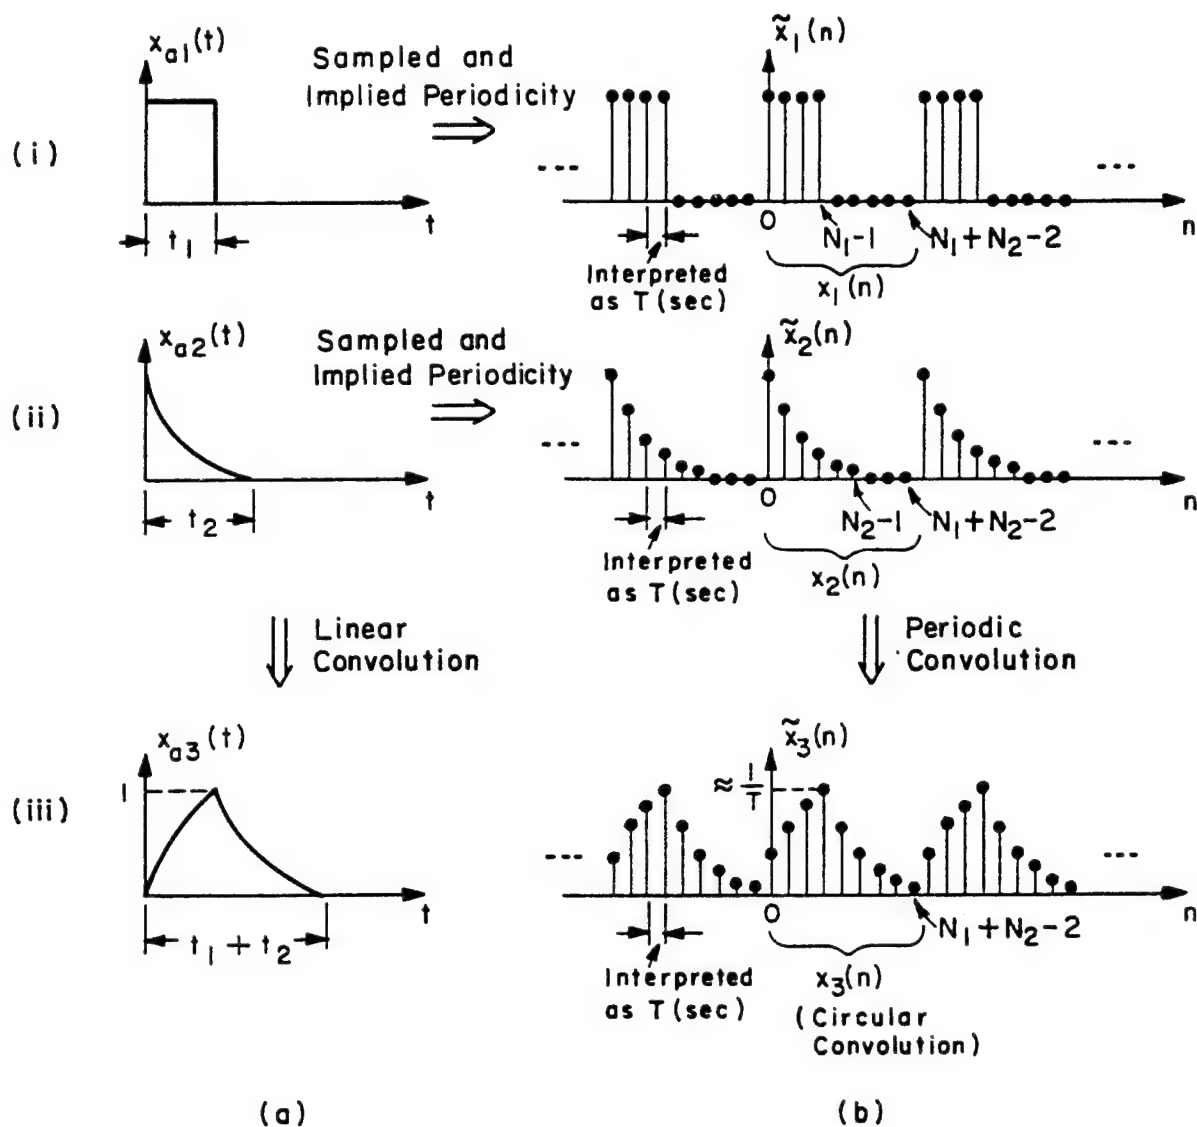 x_a1(t)
Sampled and
Implied Periodicity
x̃_1(n)
(i)
---
---
t
0
N_1-1
N_1+N_2-2
n
t_1
Interpreted
as T(sec)
x_1(n)
x_a2(t)
Sampled and
Implied Periodicity
x̃_2(n)
(ii)
---
---
t
0
N_2-1
N_1+N_2-2
n
t_2
Interpreted
as T(sec)
x_2(n)
Linear
Convolution
Periodic
Convolution
x_a3(t)
x̃_3(n)
1
≈ 1/T
(iii)
---
---
t
0
N_1+N_2-2
n
t_1+t_2
Interpreted
as T(sec)
x_3(n)
(Circular
Convolution)
(a)
(b)